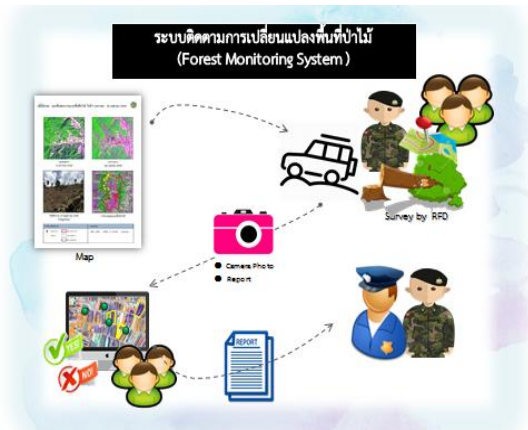 ระบบติดตามการเปลี่ยนแปลงพื้นที่ป่าไม้
(Forest Monitoring System )
Map
Survey by RFD
● Camera Photo
● Report
YES!
NO!
REPORT